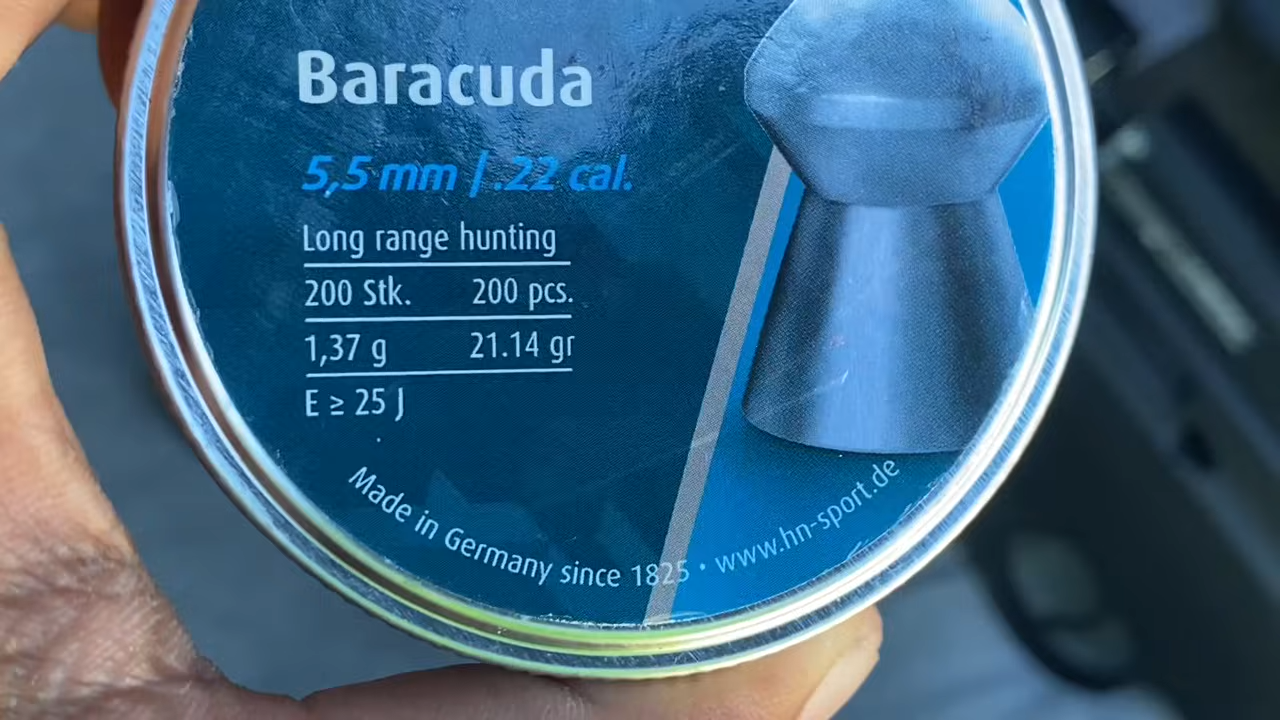 Baracuda
5,5 mm / .22 cal.
Long range hunting
200 Stk. 200 pcs.
1,37 g 21.14 gr
E ≥ 25 J
Made in Germany since 1825 • www.hn-sport.de